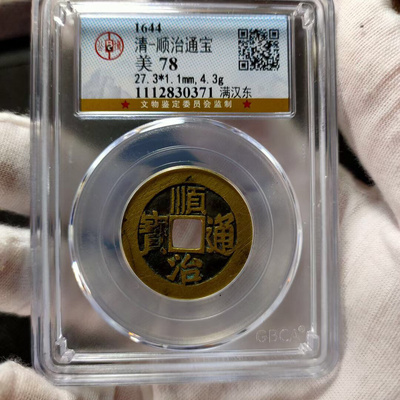 1644
清-顺治通宝
美 78
27.3*1.1mm,4.3g
1112830371 满汉东
★ 文物鉴定委员会监制 ★
順治通寳
GBCA